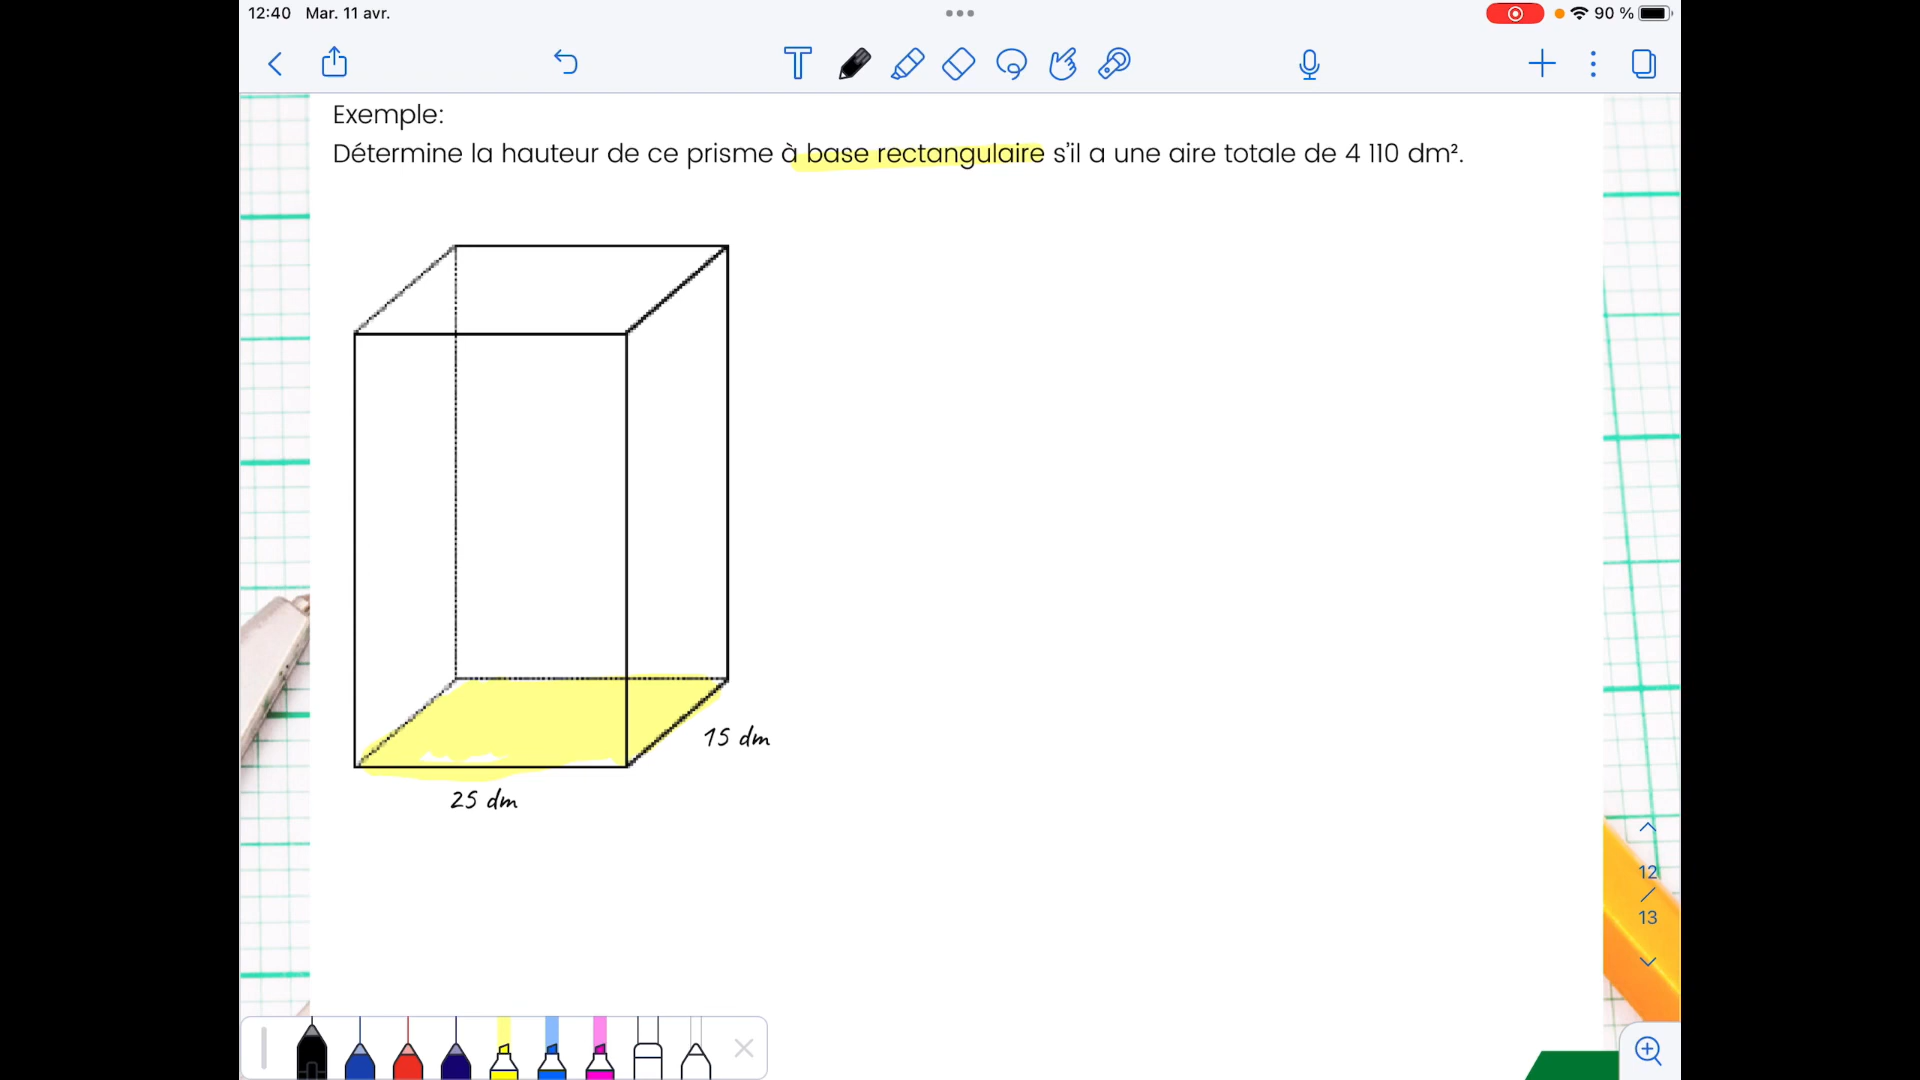 12:40 Mar. 11 avr.
90 %
Exemple:
Détermine la hauteur de ce prisme à base rectangulaire s'il a une aire totale de 4 110 dm².
15 dm
25 dm
12
/
13